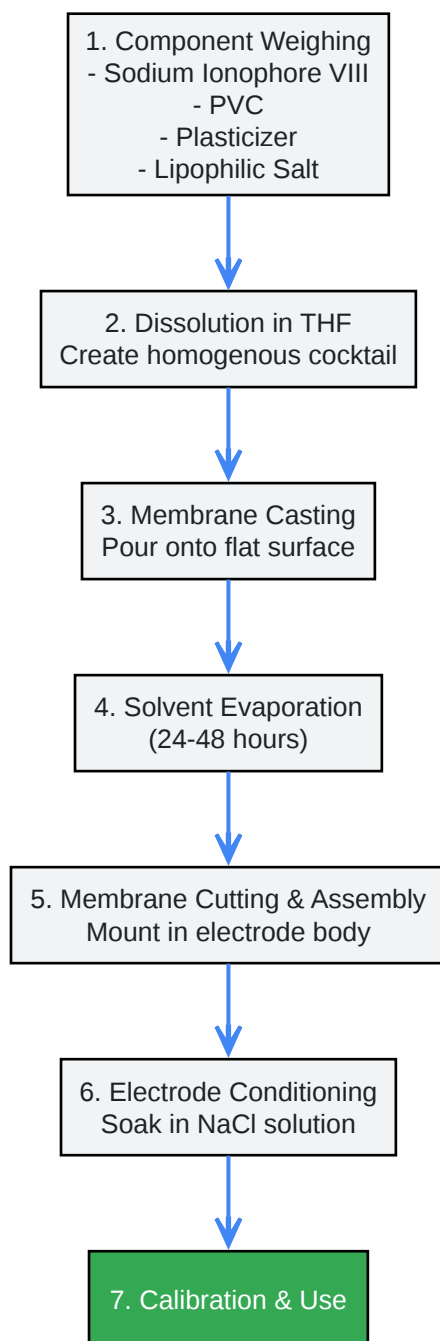 1. Component Weighing
- Sodium Ionophore VIII
- PVC
- Plasticizer
- Lipophilic Salt
2. Dissolution in THF
Create homogenous cocktail
3. Membrane Casting
Pour onto flat surface
4. Solvent Evaporation
(24-48 hours)
5. Membrane Cutting & Assembly
Mount in electrode body
6. Electrode Conditioning
Soak in NaCl solution
7. Calibration & Use